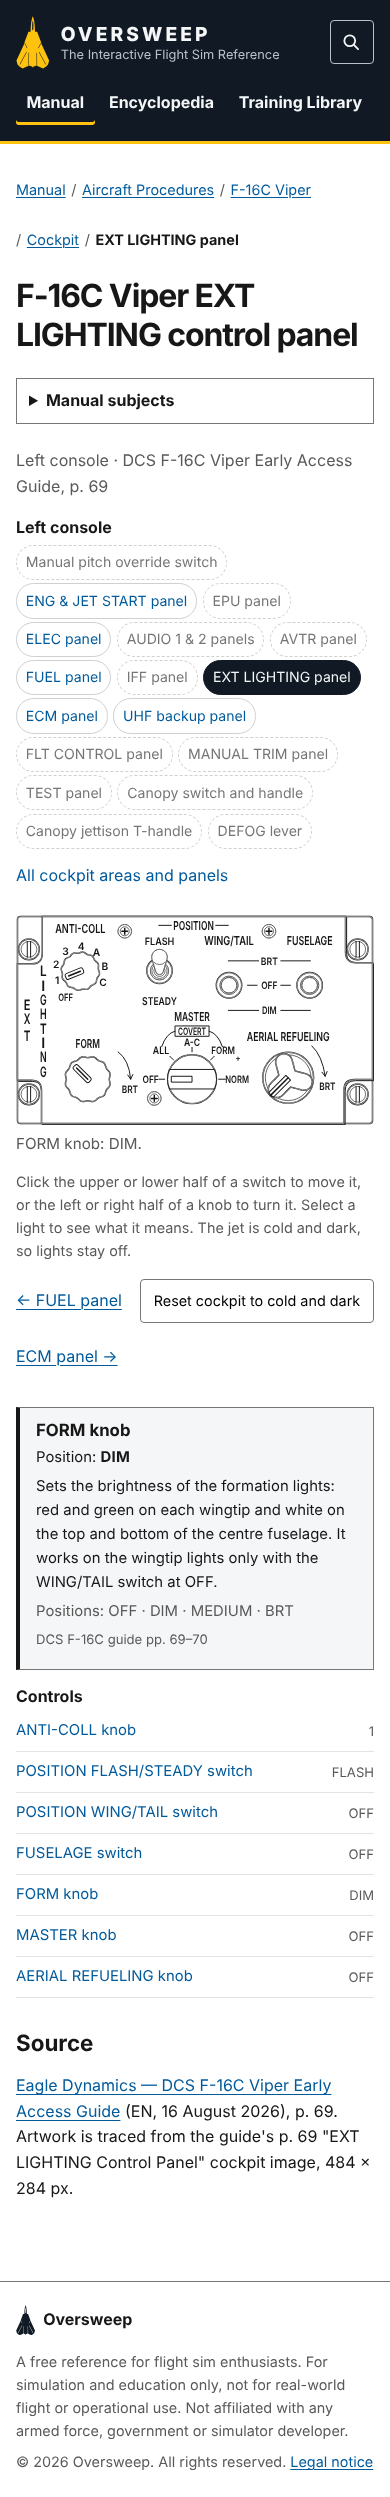 OVERSWEEP
The Interactive Flight Sim Reference
Manual Encyclopedia Training Library
Manual / Aircraft Procedures / F-16C Viper
/ Cockpit / EXT LIGHTING panel
F-16C Viper EXT
LIGHTING control panel
Manual subjects
Left console · DCS F-16C Viper Early Access
Guide, p. 69
Left console
Manual pitch override switch
ENG & JET START panel EPU panel
ELEC panel AUDIO 1 & 2 panels AVTR panel
FUEL panel IFF panel EXT LIGHTING panel
ECM panel UHF backup panel
FLT CONTROL panel MANUAL TRIM panel
TEST panel Canopy switch and handle
Canopy jettison T-handle DEFOG lever
All cockpit areas and panels
EXT
LIGHTING
ANTI-COLL
OFF 1 2 3 4 A B C
POSITION
FLASH
STEADY
WING/TAIL
FUSELAGE
BRT
OFF
DIM
MASTER
COVERT
A-C
ALL
FORM
+
OFF
NORM
FORM
BRT
AERIAL REFUELING
BRT
FORM knob: DIM.
Click the upper or lower half of a switch to move it,
or the left or right half of a knob to turn it. Select a
light to see what it means. The jet is cold and dark,
so lights stay off.
← FUEL panel Reset cockpit to cold and dark
ECM panel →
FORM knob
Position: DIM
Sets the brightness of the formation lights:
red and green on each wingtip and white on
the top and bottom of the centre fuselage. It
works on the wingtip lights only with the
WING/TAIL switch at OFF.
Positions: OFF · DIM · MEDIUM · BRT
DCS F-16C guide pp. 69–70
Controls
ANTI-COLL knob 1
POSITION FLASH/STEADY switch FLASH
POSITION WING/TAIL switch OFF
FUSELAGE switch OFF
FORM knob DIM
MASTER knob OFF
AERIAL REFUELING knob OFF
Source
Eagle Dynamics — DCS F-16C Viper Early
Access Guide (EN, 16 August 2026), p. 69.
Artwork is traced from the guide's p. 69 "EXT
LIGHTING Control Panel" cockpit image, 484 ×
284 px.
Oversweep
A free reference for flight sim enthusiasts. For
simulation and education only, not for real-world
flight or operational use. Not affiliated with any
armed force, government or simulator developer.
© 2026 Oversweep. All rights reserved. Legal notice